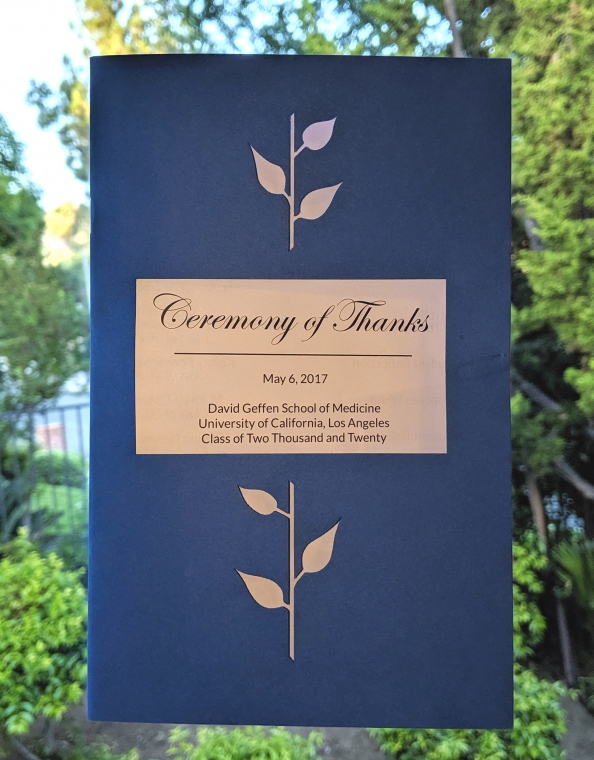 Ceremony of Thanks
May 6, 2017
David Geffen School of Medicine
University of California, Los Angeles
Class of Two Thousand and Twenty